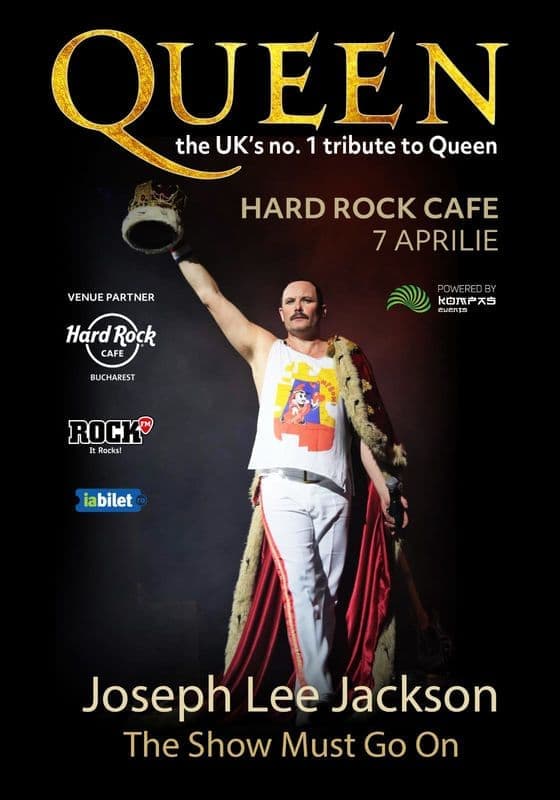 QUEEN
the UK's no. 1 tribute to Queen
HARD ROCK CAFE
7 APRILIE
POWERED BY
KOMPAS
events
VENUE PARTNER
Hard Rock
CAFE
BUCHAREST
ROCK FM
It Rocks!
iabilet.ro
Joseph Lee Jackson
The Show Must Go On